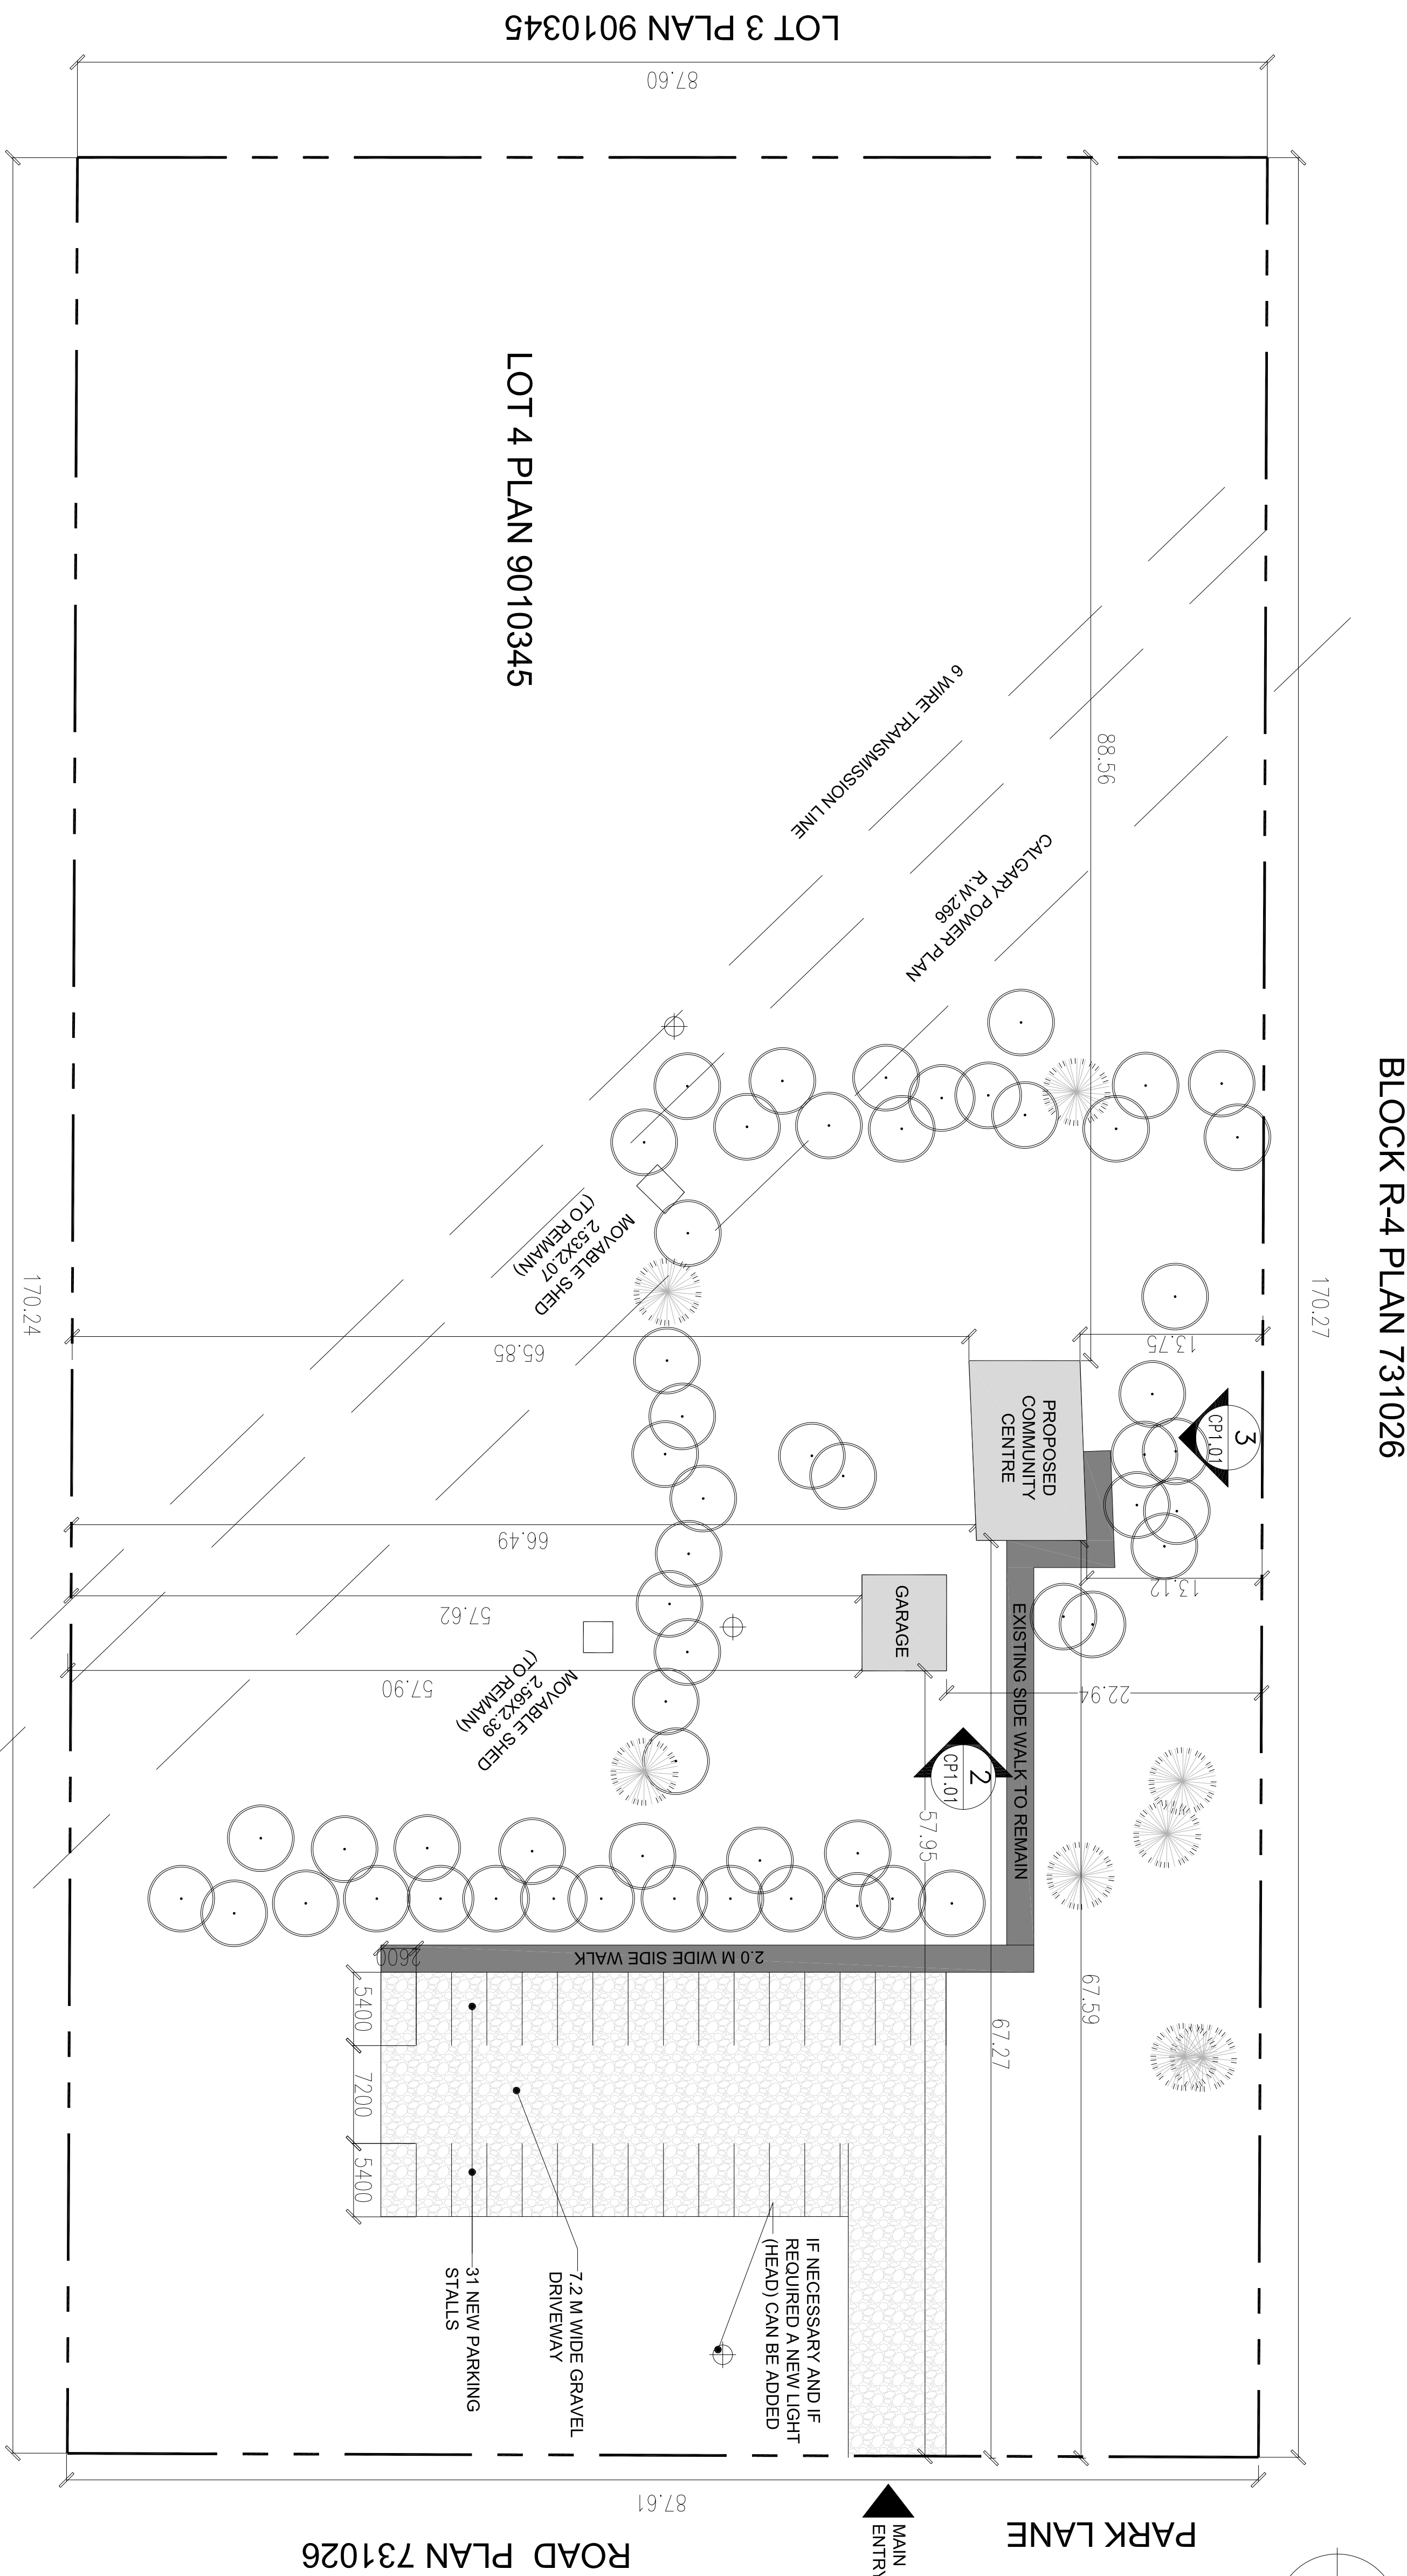 LOT 3 PLAN 9010345
87.60
BLOCK R-4 PLAN 731026
170.27
170.24
LOT 4 PLAN 9010345
88.56
6 WIRE TRANSMISSION LINE
CALGARY POWER PLAN
R.W.266
MOVABLE SHED
2.53X2.07
(TO REMAIN)
65.85
13.75
PROPOSED
COMMUNITY
CENTRE
3
CP1.01
66.49
13.12
57.62
GARAGE
EXISTING SIDE WALK TO REMAIN
57.90
22.94
MOVABLE SHED
2.56X2.39
(TO REMAIN)
2
CP1.01
57.95
67.27
67.59
2600
2.0 M WIDE SIDE WALK
5400
7200
5400
31 NEW PARKING
STALLS
7.2 M WIDE GRAVEL
DRIVEWAY
IF NECESSARY AND IF
REQUIRED A NEW LIGHT
(HEAD) CAN BE ADDED
87.61
MAIN
ENTRY
PARK LANE
ROAD PLAN 731026